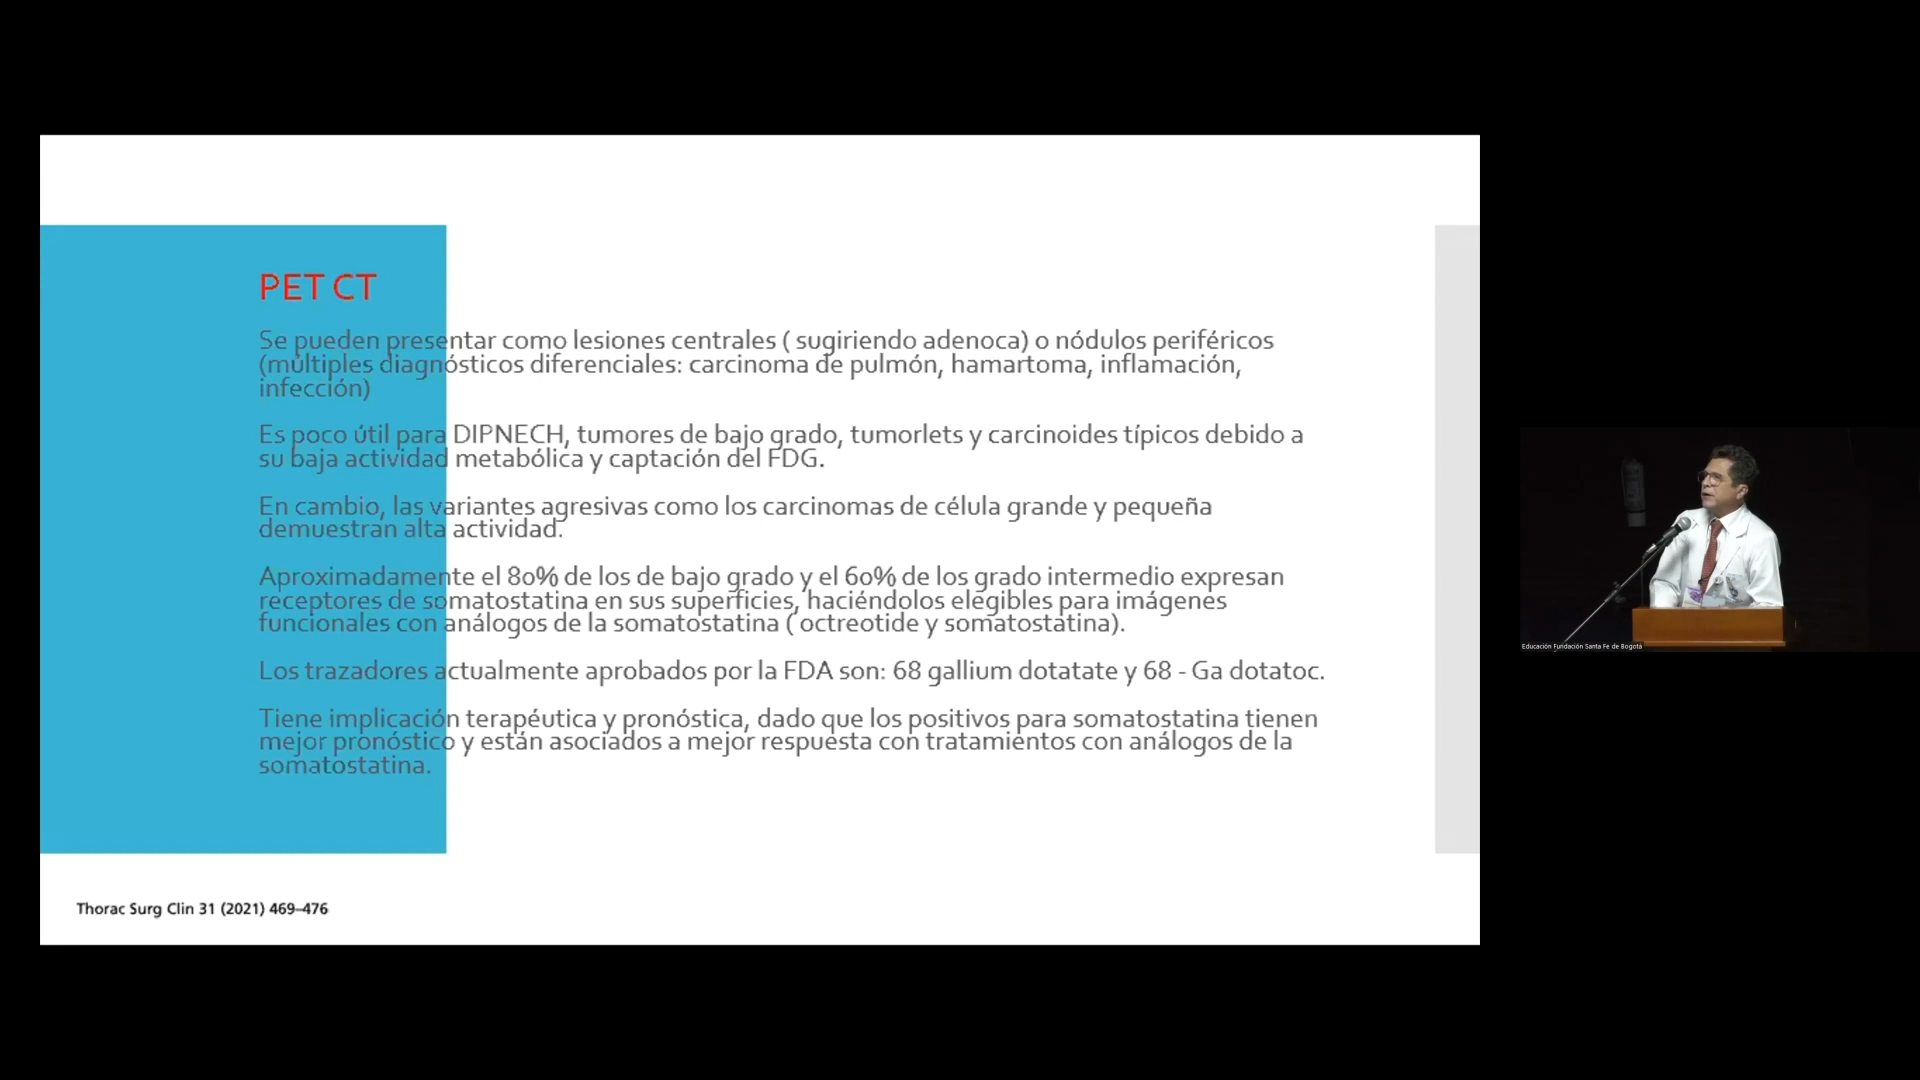 PET CT
Se pueden presentar como lesiones centrales ( sugiriendo adenoca) o nódulos periféricos
(múltiples diagnósticos diferenciales: carcinoma de pulmón, hamartoma, inflamación,
infección)
Es poco útil para DIPNECH, tumores de bajo grado, tumorlets y carcinoides típicos debido a
su baja actividad metabólica y captación del FDG.
En cambio, las variantes agresivas como los carcinomas de célula grande y pequeña
demuestran alta actividad.
Aproximadamente el 80% de los de bajo grado y el 60% de los grado intermedio expresan
receptores de somatostatina en sus superficies, haciéndolos elegibles para imágenes
funcionales con análogos de la somatostatina ( octreotide y somatostatina).
Los trazadores actualmente aprobados por la FDA son: 68 gallium dotatate y 68 - Ga dotatoc.
Tiene implicación terapéutica y pronóstica, dado que los positivos para somatostatina tienen
mejor pronóstico y están asociados a mejor respuesta con tratamientos con análogos de la
somatostatina.
Thorac Surg Clin 31 (2021) 469–476
Educación Fundación Santa Fe de Bogotá